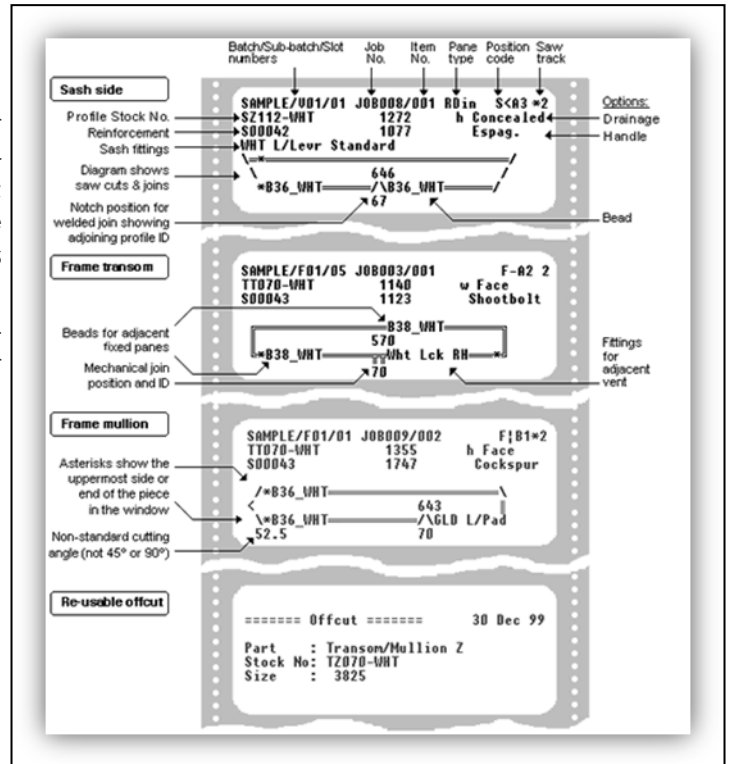 Batch/Sub-batch/Slot numbers
Job No.
Item No.
Pane type
Position code
Saw track
Sash side
Profile Stock No.
Reinforcement
Sash fittings
Diagram shows saw cuts & joins
Notch position for welded join showing adjoining profile ID
SAMPLE/V01/01 JOB008/001 RDin S<A3 *2
SZ112-WHT 1272 h Concealed
S00042 1077 Espag.
WHT L/Levr Standard
\=*=/
\ 646 /
*B36_WHT=/\B36_WHT=
67
Options:
Drainage
Handle
Bead
Frame transom
SAMPLE/F01/05 JOB003/001 F-A2 2
TT070-WHT 1140 w Face
S00043 1123 Shootbolt
B38_WHT
570
*B38_WHT=Wht Lck RH=*
70
Beads for adjacent fixed panes
Mechanical join position and ID
Fittings for adjacent vent
Frame mullion
SAMPLE/F01/01 JOB009/002 F¦B1*2
TT070-WHT 1355 h Face
S00043 1747 Cockspur
/*B36_WHT=\
< 643 ‖
\*B36_WHT=/\GLD L/Pad
52.5 70
Asterisks show the uppermost side or end of the piece in the window
Non-standard cutting angle (not 45º or 90º)
Re-usable offcut
======= Offcut ======= 30 Dec 99
Part : Transom/Mullion Z
Stock No: TZ070-WHT
Size : 3825